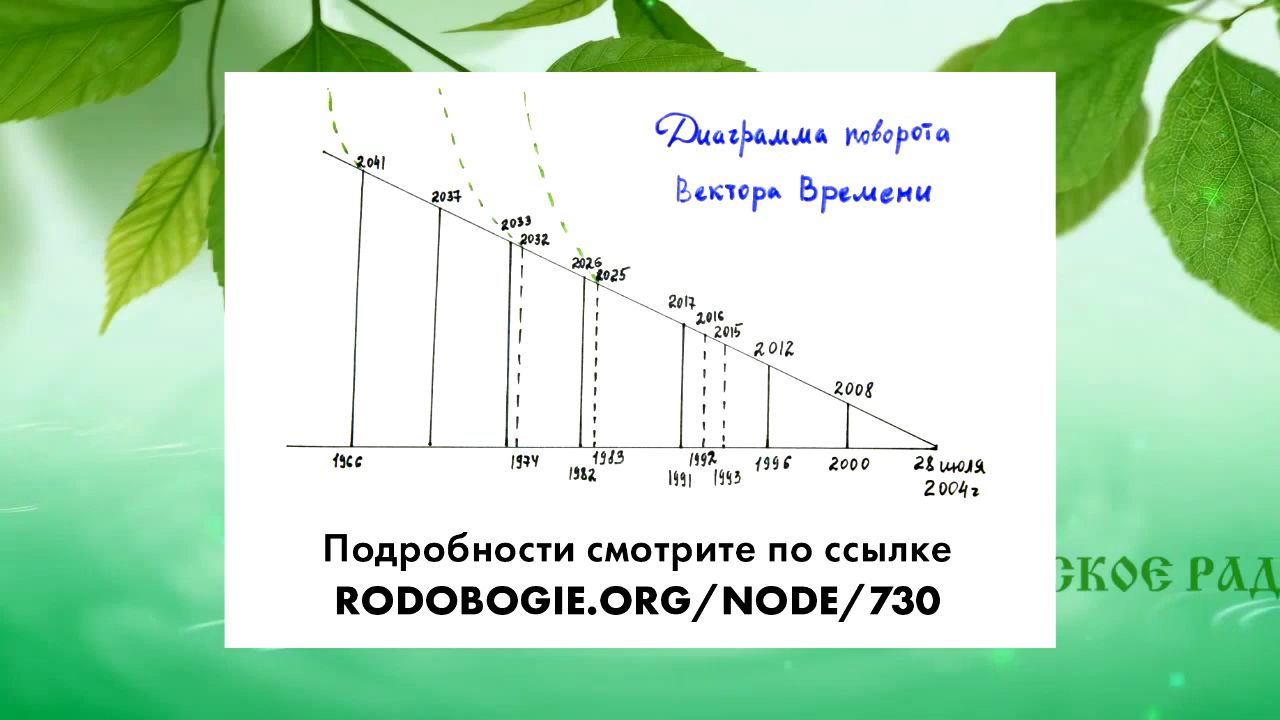 Диаграмма поворота
Вектора Времени
2041
2037
2033
2032
2026
2025
2017
2016
2015
2012
2008
1966
1974
1982
1983
1991
1992
1993
1996
2000
28 июля
2004г
Подробности смотрите по ссылке
RODOBOGIE.ORG/NODE/730
СКОЕ РАД